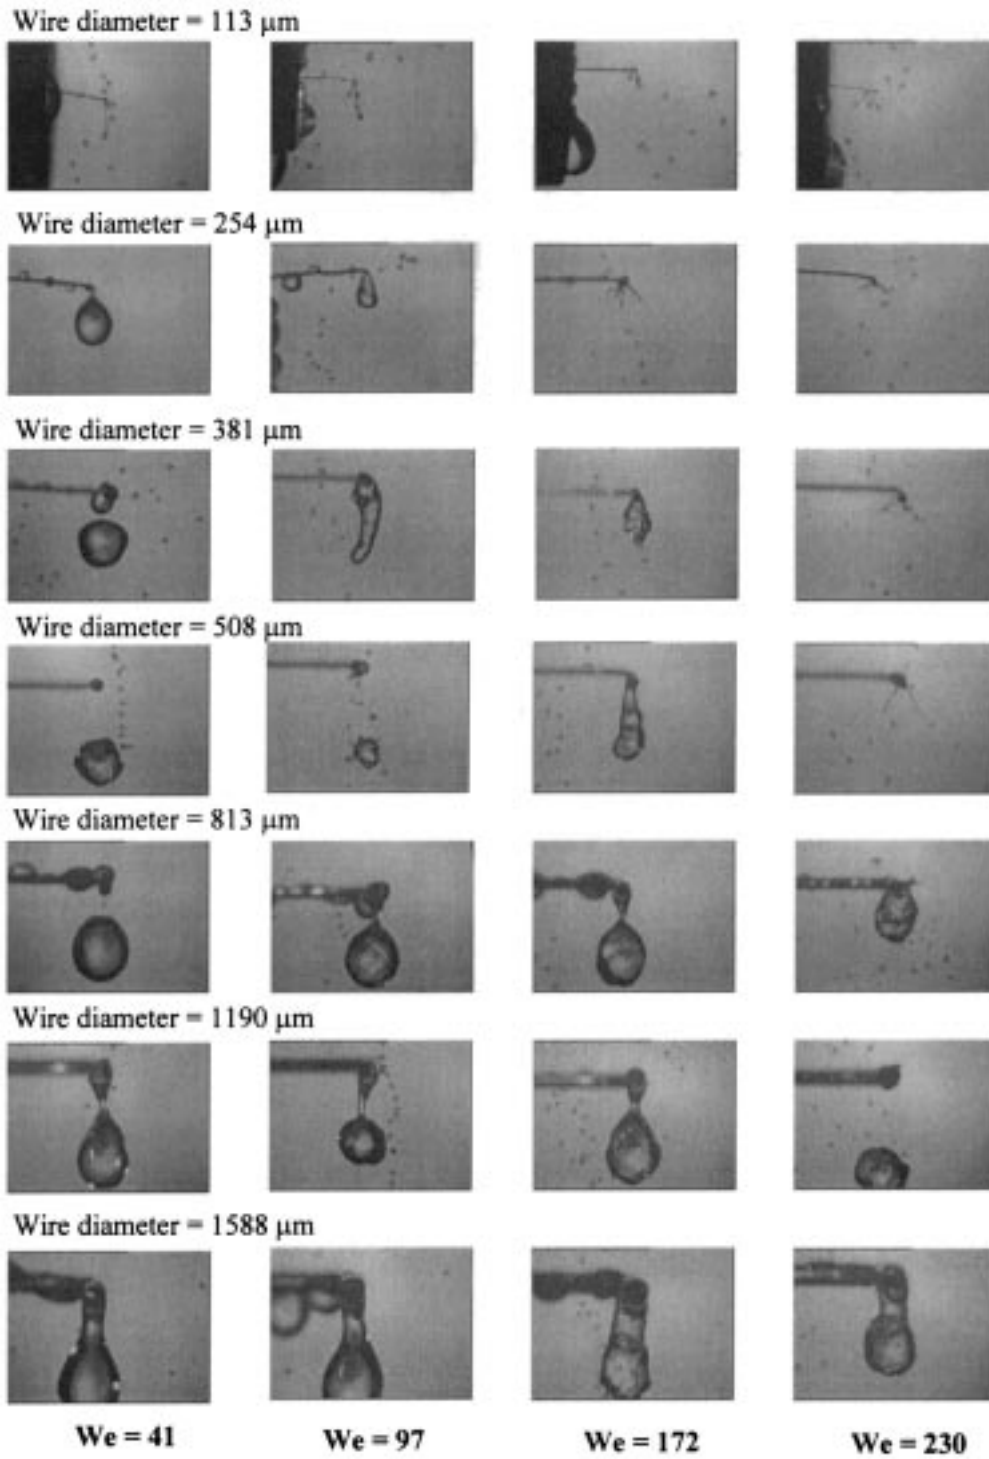 Wire diameter = 113 μm
Wire diameter = 254 μm
Wire diameter = 381 μm
Wire diameter = 508 μm
Wire diameter = 813 μm
Wire diameter = 1190 μm
Wire diameter = 1588 μm
We = 41 We = 97 We = 172 We = 230